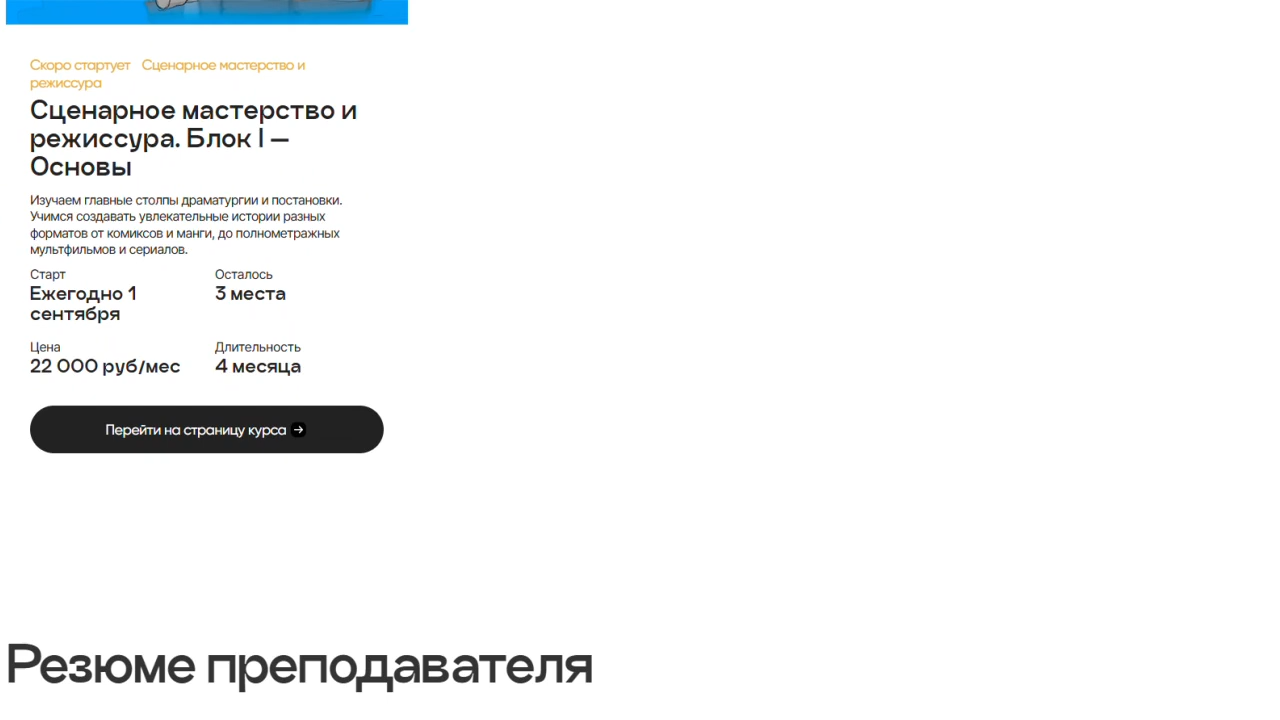 Скоро стартует Сценарное мастерство и
режиссура
Сценарное мастерство и
режиссура. Блок I —
Основы
Изучаем главные столпы драматургии и постановки.
Учимся создавать увлекательные истории разных
форматов от комиксов и манги, до полнометражных
мультфильмов и сериалов.
Старт
Ежегодно 1
сентября
Осталось
3 места
Цена
22 000 руб/мес
Длительность
4 месяца
Перейти на страницу курса
Резюме преподавателя